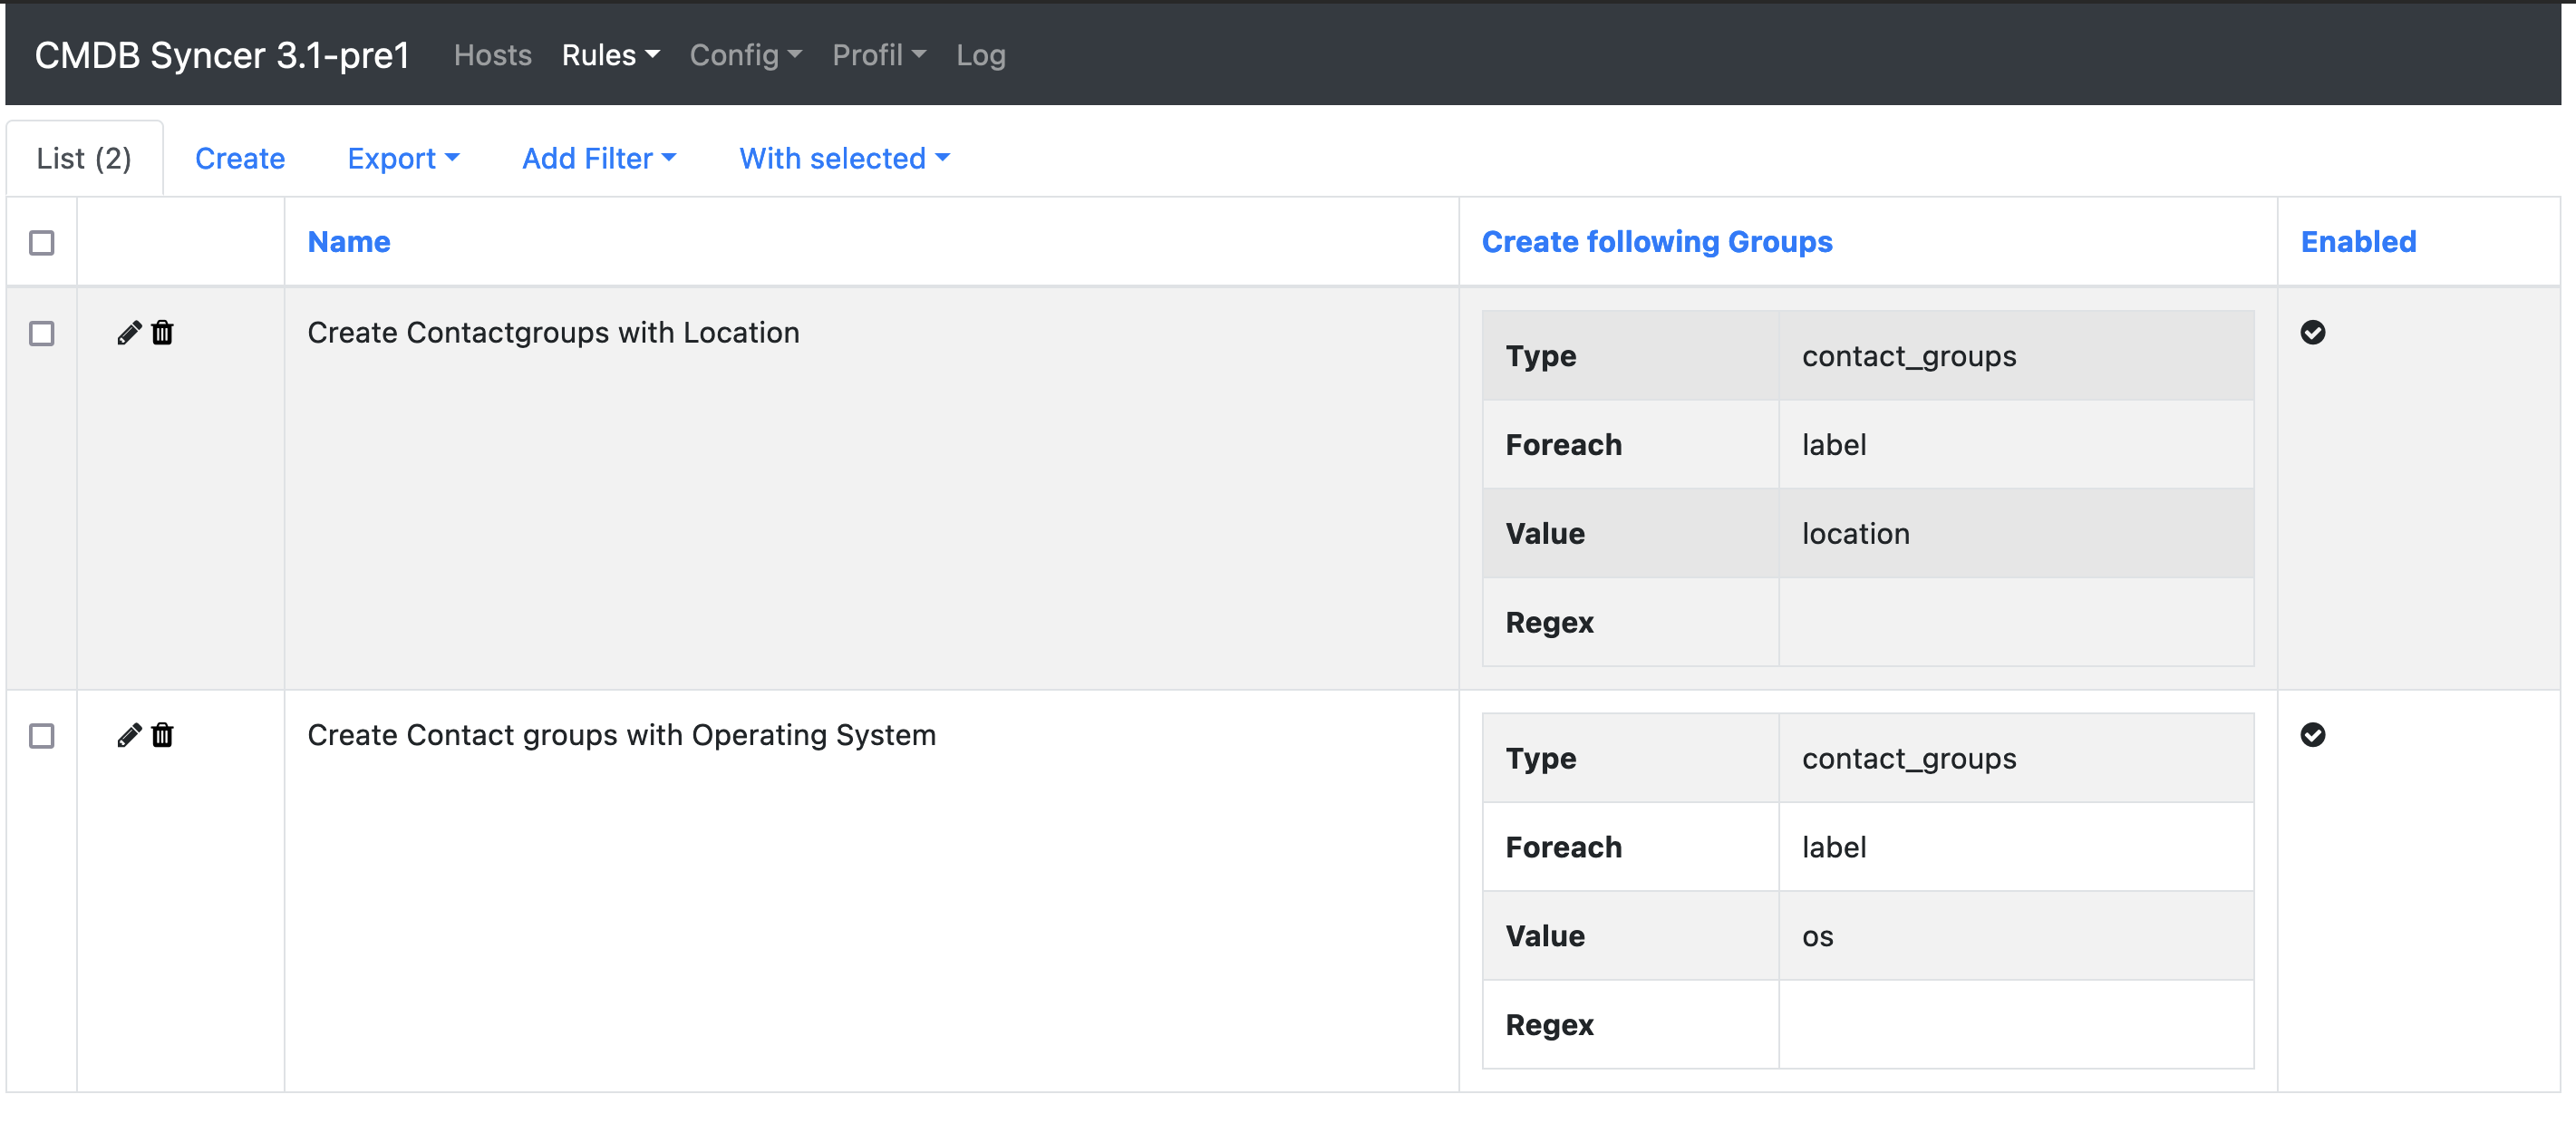 CMDB Syncer 3.1-pre1 Hosts Rules Config Profil Log
List (2) Create Export Add Filter With selected
Name Create following Groups Enabled
Create Contactgroups with Location
Type contact_groups
Foreach label
Value location
Regex
Create Contact groups with Operating System
Type contact_groups
Foreach label
Value os
Regex